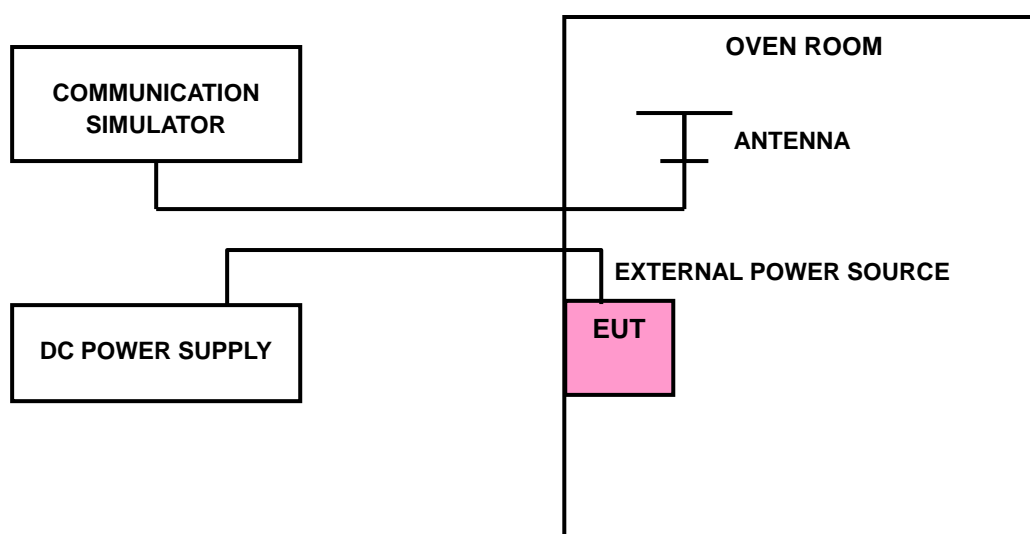 OVEN ROOM
COMMUNICATION
SIMULATOR
ANTENNA
EXTERNAL POWER SOURCE
EUT
DC POWER SUPPLY